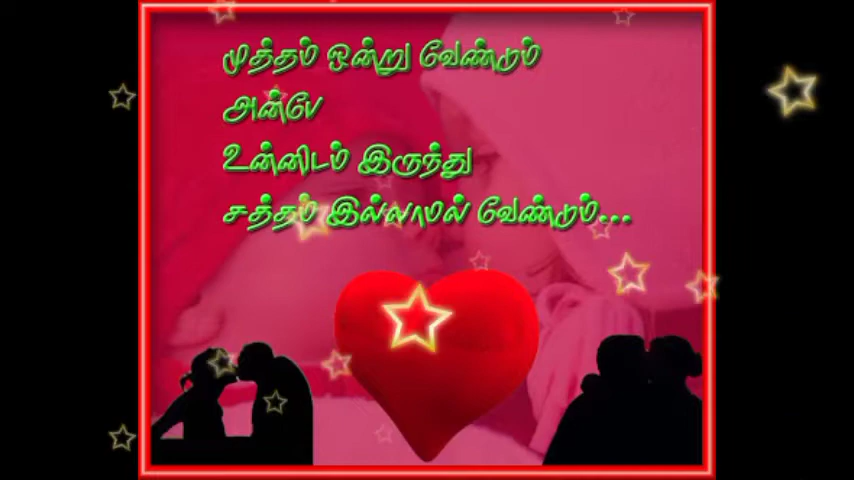 முத்தம் ஒன்று வேண்டும்
அன்பே
உன்னிடம் இருந்து
சத்தம் இல்லாமல் வேண்டும்...